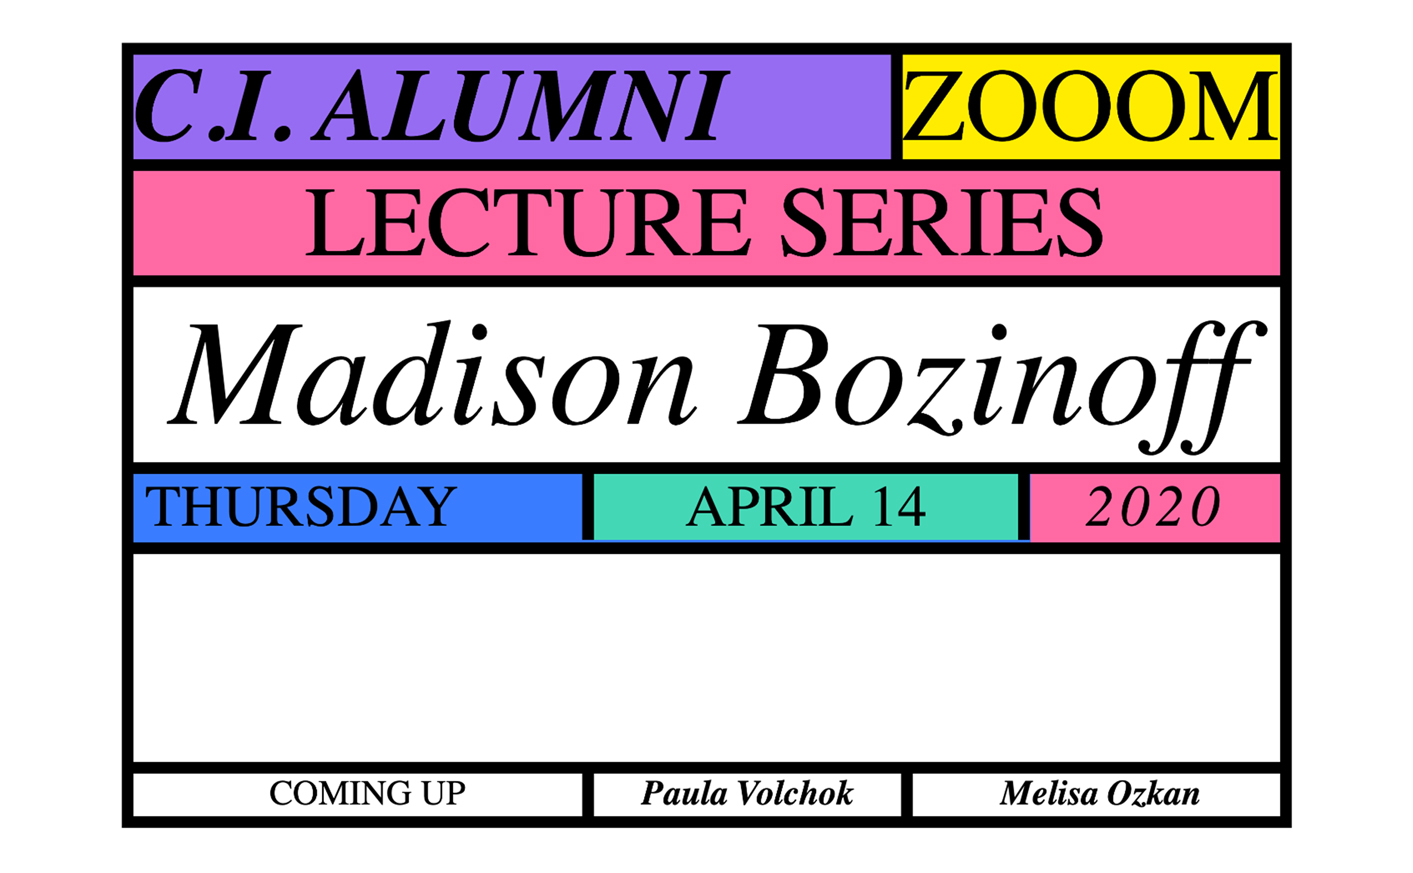 C.I. ALUMNI ZOOOM
LECTURE SERIES
Madison Bozinoff
THURSDAY APRIL 14 2020
COMING UP Paula Volchok Melisa Ozkan